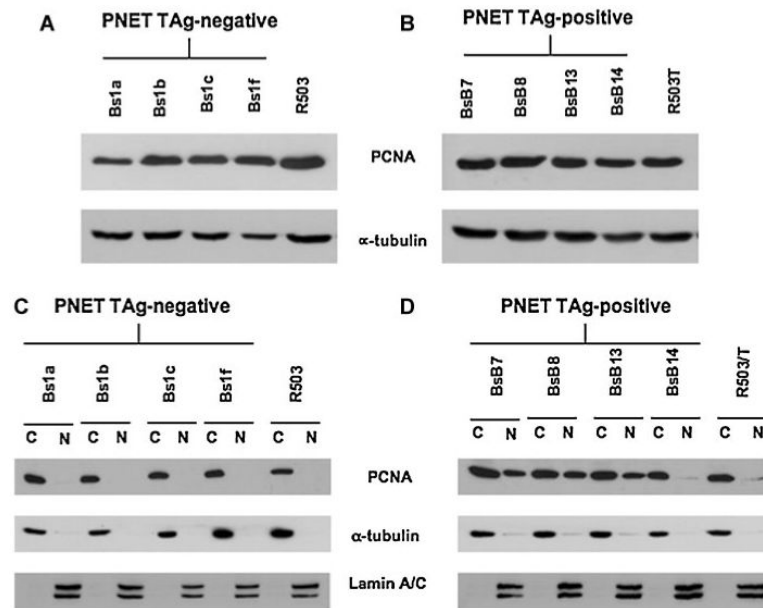 A PNET TAg-negative
Bs1a Bs1b Bs1c Bs1f R503
PCNA
α-tubulin
B PNET TAg-positive
BsB7 BsB8 BsB13 BsB14 R503T
C PNET TAg-negative
Bs1a Bs1b Bs1c Bs1f R503
C N C N C N C N C N
PCNA
α-tubulin
Lamin A/C
D PNET TAg-positive
BsB7 BsB8 BsB13 BsB14 R503/T
C N C N C N C N C N